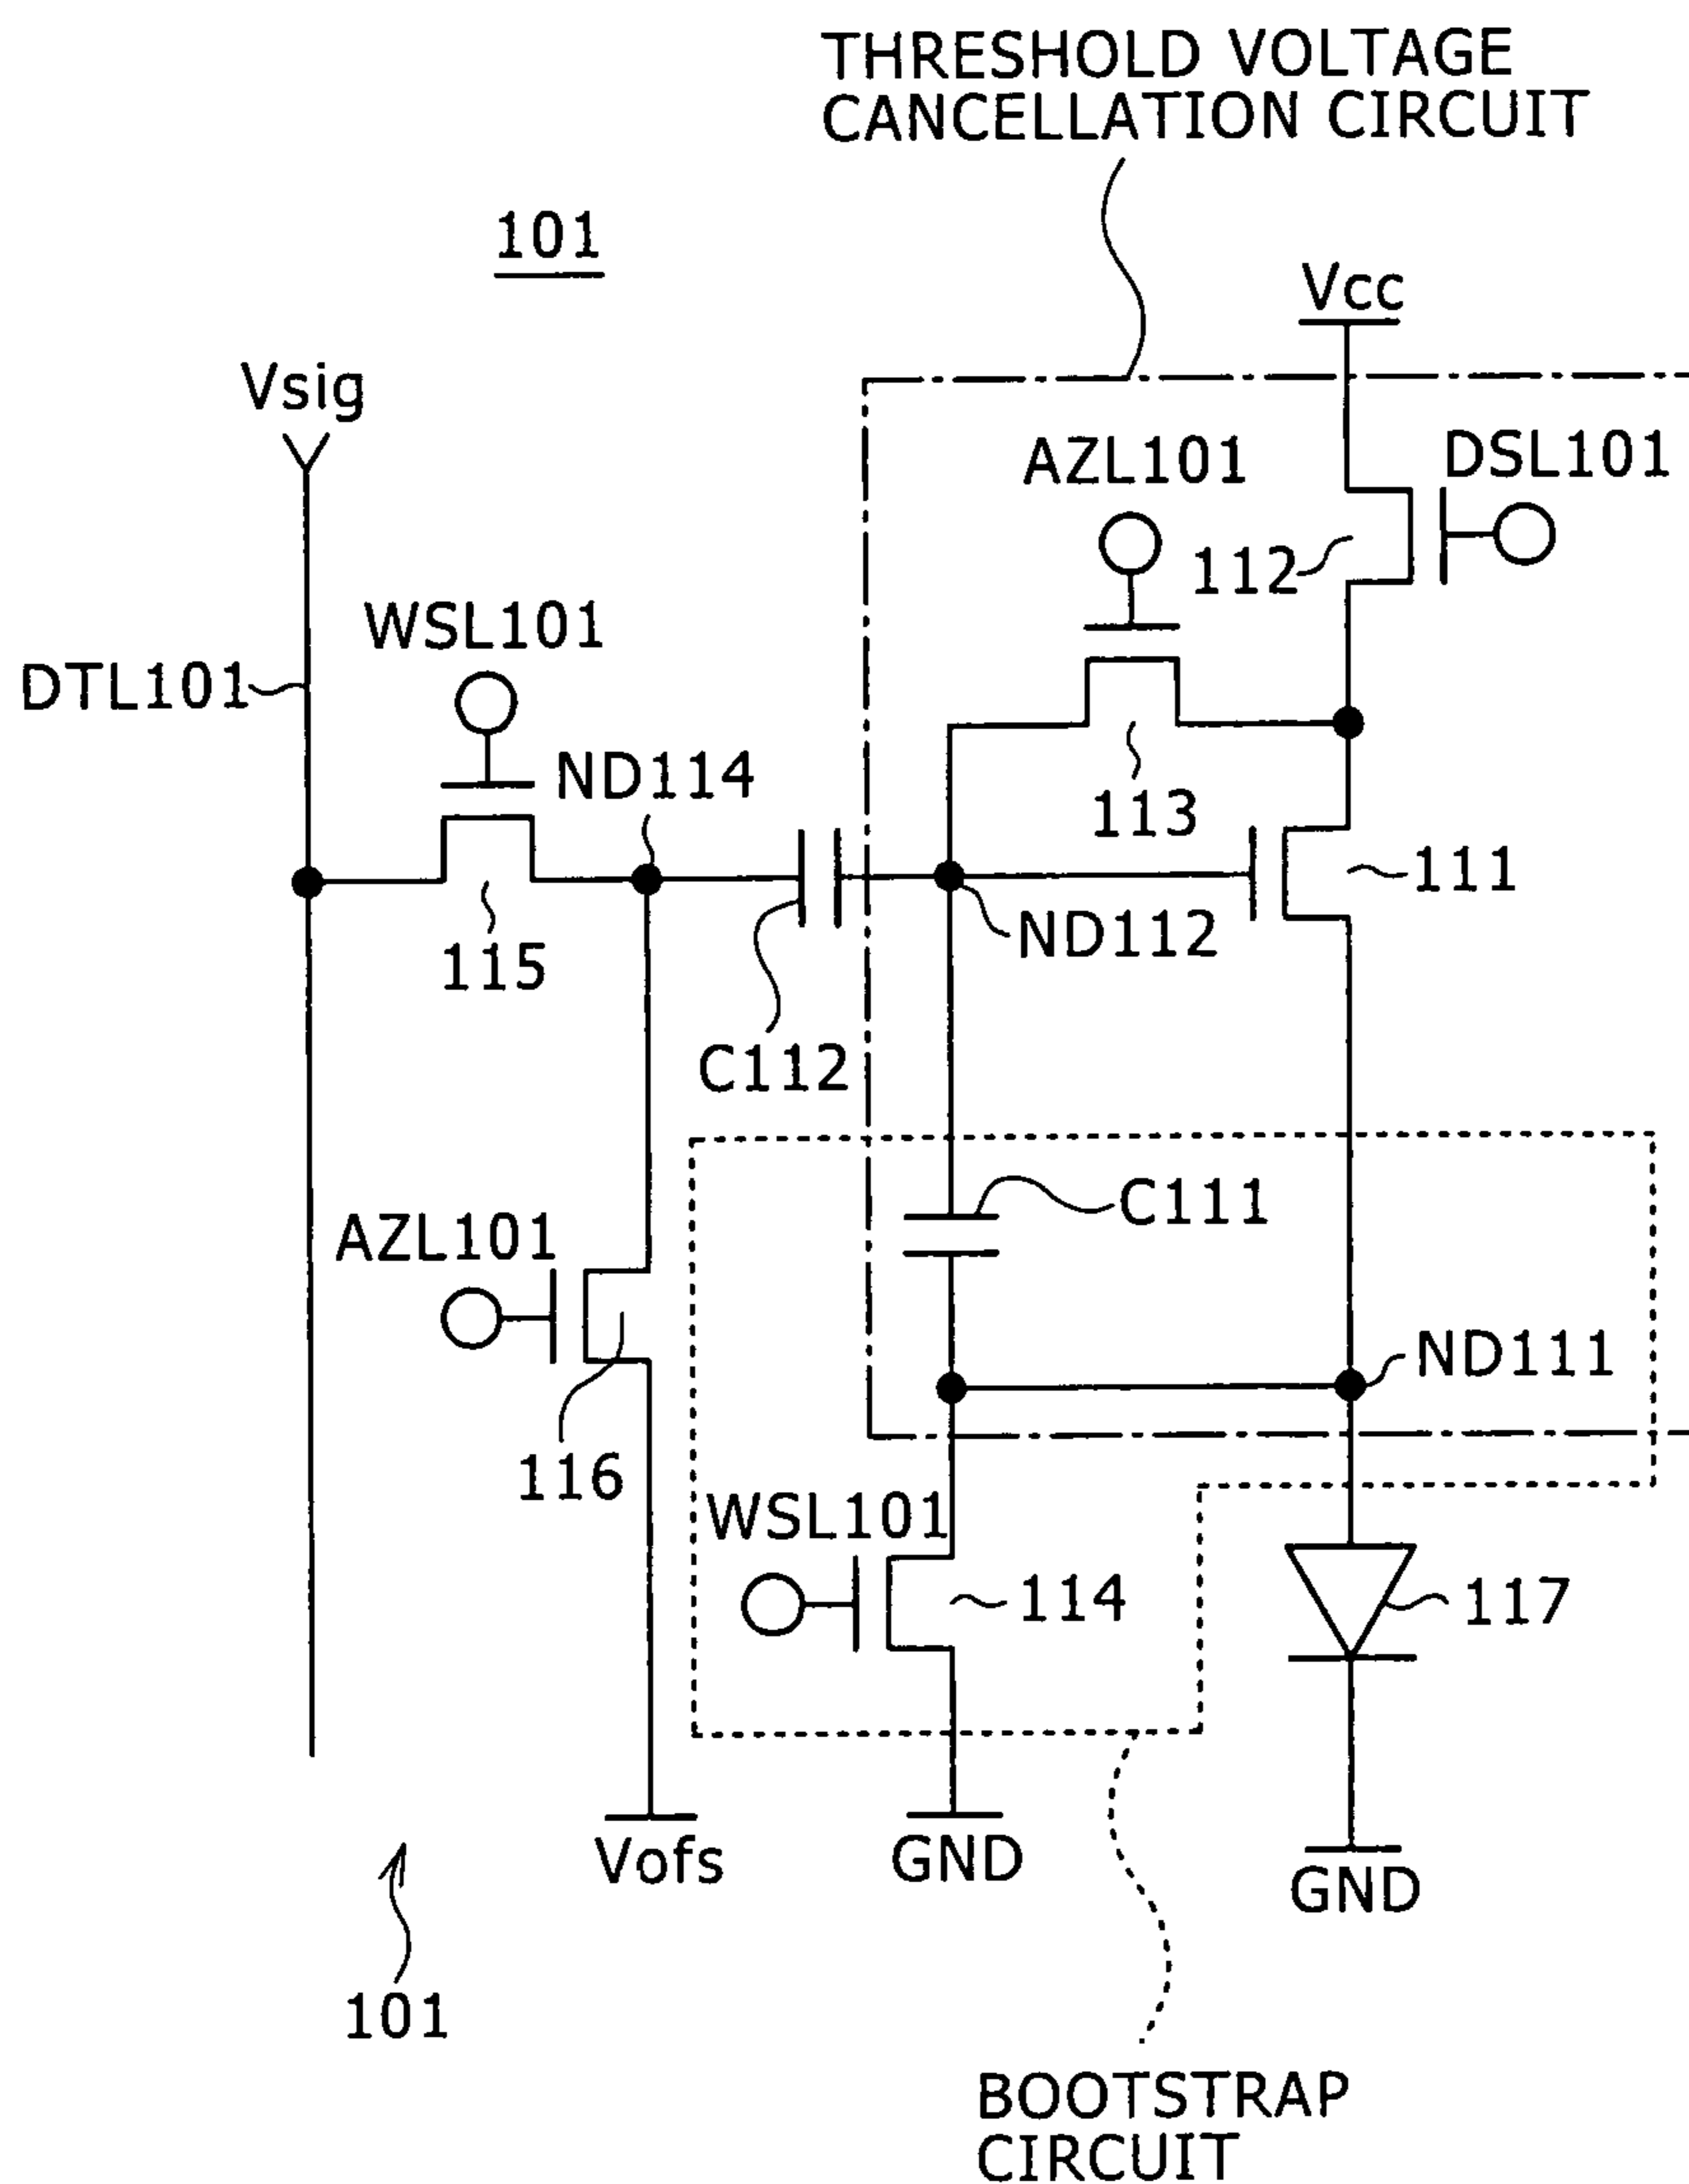 THRESHOLD VOLTAGE
CANCELLATION CIRCUIT
101
Vcc
Vsig
AZL101
DSL101
112
WSL101
DTL101
ND114
113
111
ND112
115
C112
C111
AZL101
ND111
116
WSL101
114
117
Vofs
GND
GND
101
BOOTSTRAP
CIRCUIT